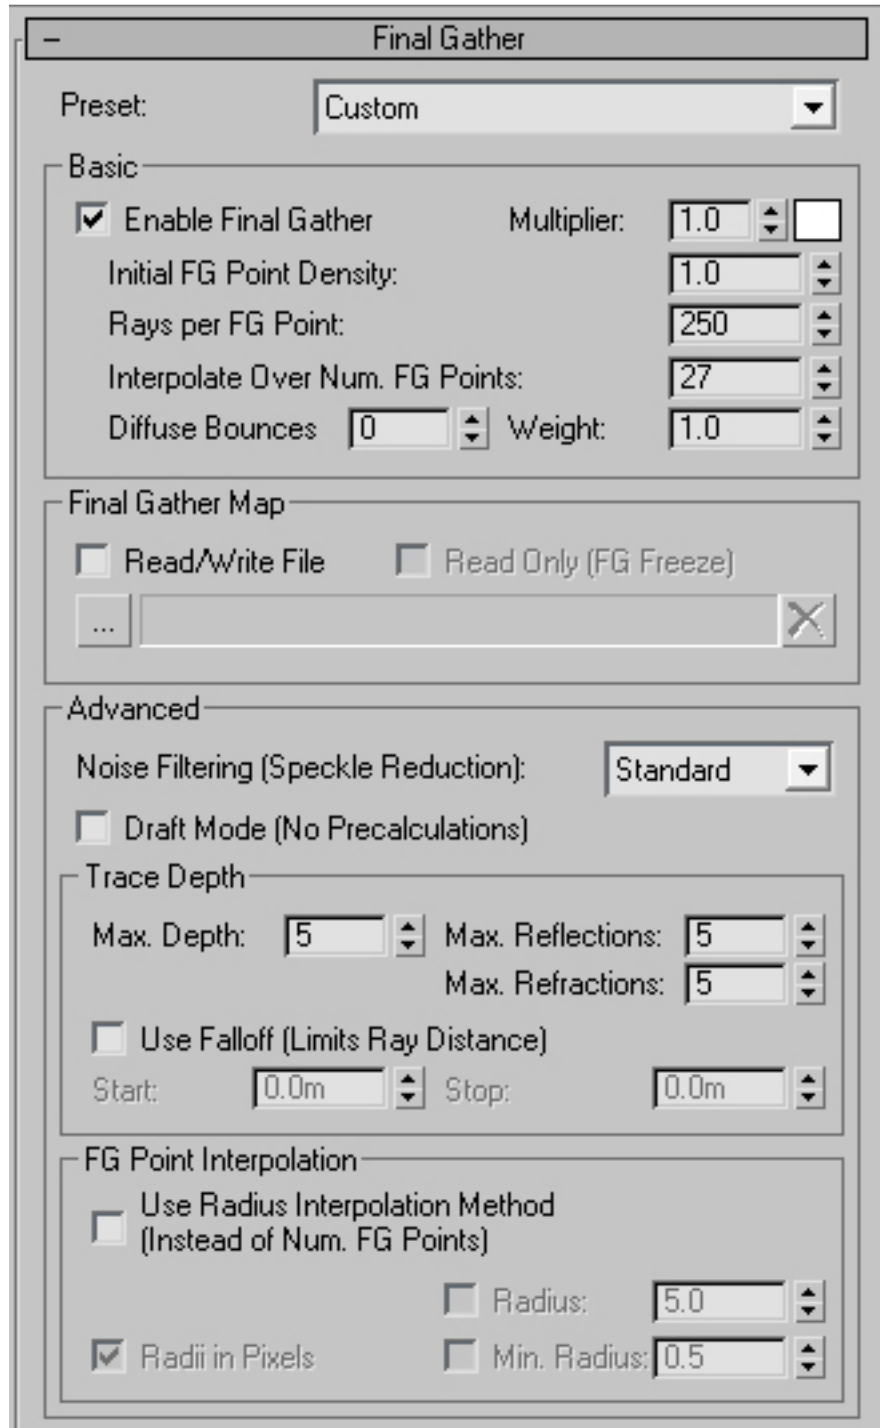 Final Gather
Preset: Custom
Basic
Enable Final Gather Multiplier: 1.0
Initial FG Point Density: 1.0
Rays per FG Point: 250
Interpolate Over Num. FG Points: 27
Diffuse Bounces 0 Weight: 1.0
Final Gather Map
Read/Write File Read Only (FG Freeze)
...
Advanced
Noise Filtering (Speckle Reduction): Standard
Draft Mode (No Precalculations)
Trace Depth
Max. Depth: 5 Max. Reflections: 5
Max. Refractions: 5
Use Falloff (Limits Ray Distance)
Start: 0.0m Stop: 0.0m
FG Point Interpolation
Use Radius Interpolation Method
(Instead of Num. FG Points)
Radius: 5.0
Radii in Pixels Min. Radius: 0.5